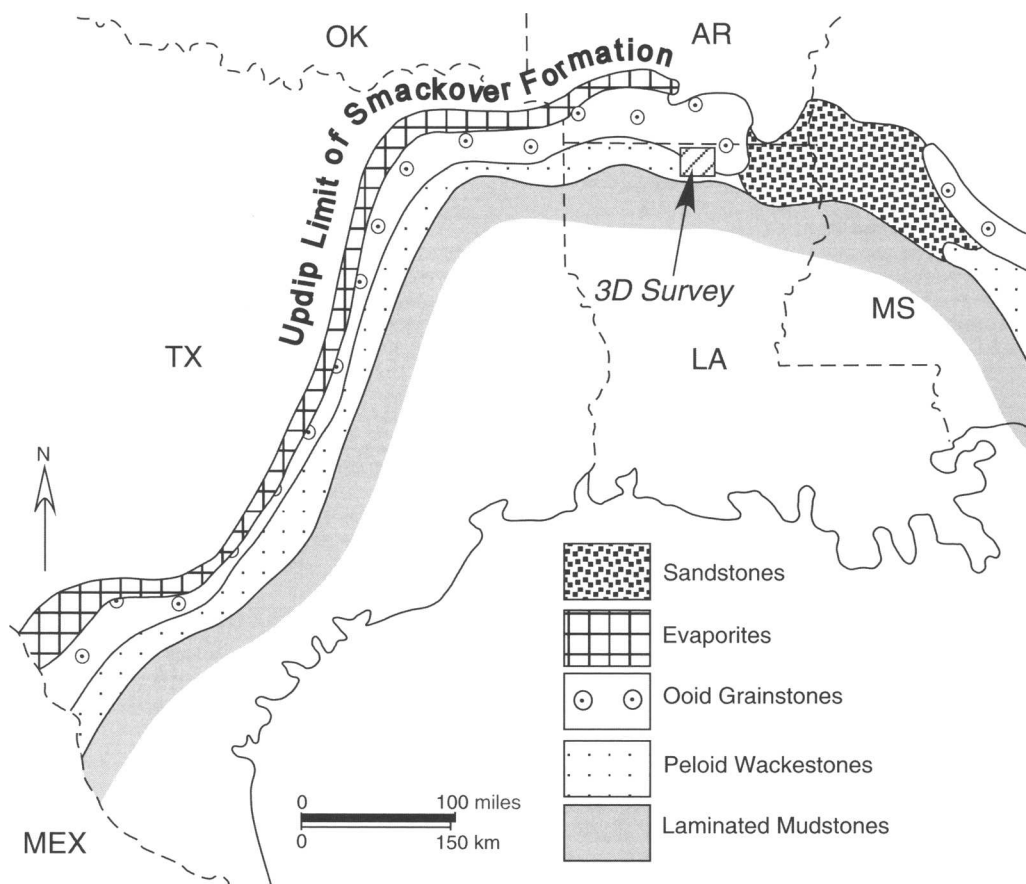 OK
AR
Updip Limit of Smackover Formation
3D Survey
TX
MS
LA
N
Sandstones
Evaporites
Ooid Grainstones
Peloid Wackestones
Laminated Mudstones
0 100 miles
0 150 km
MEX